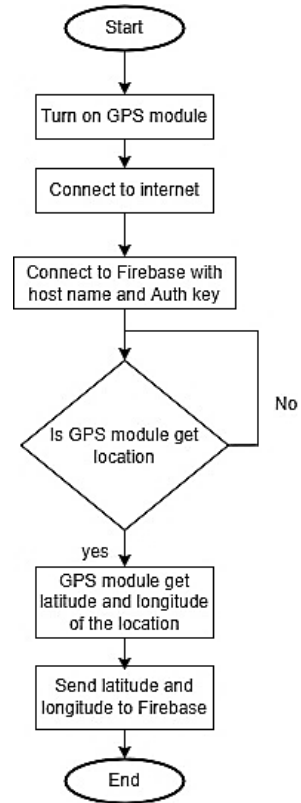 Start
Turn on GPS module
Connect to internet
Connect to Firebase with
host name and Auth key
Is GPS module get
location
No
yes
GPS module get
latitude and longitude
of the location
Send latitude and
longitude to Firebase
End